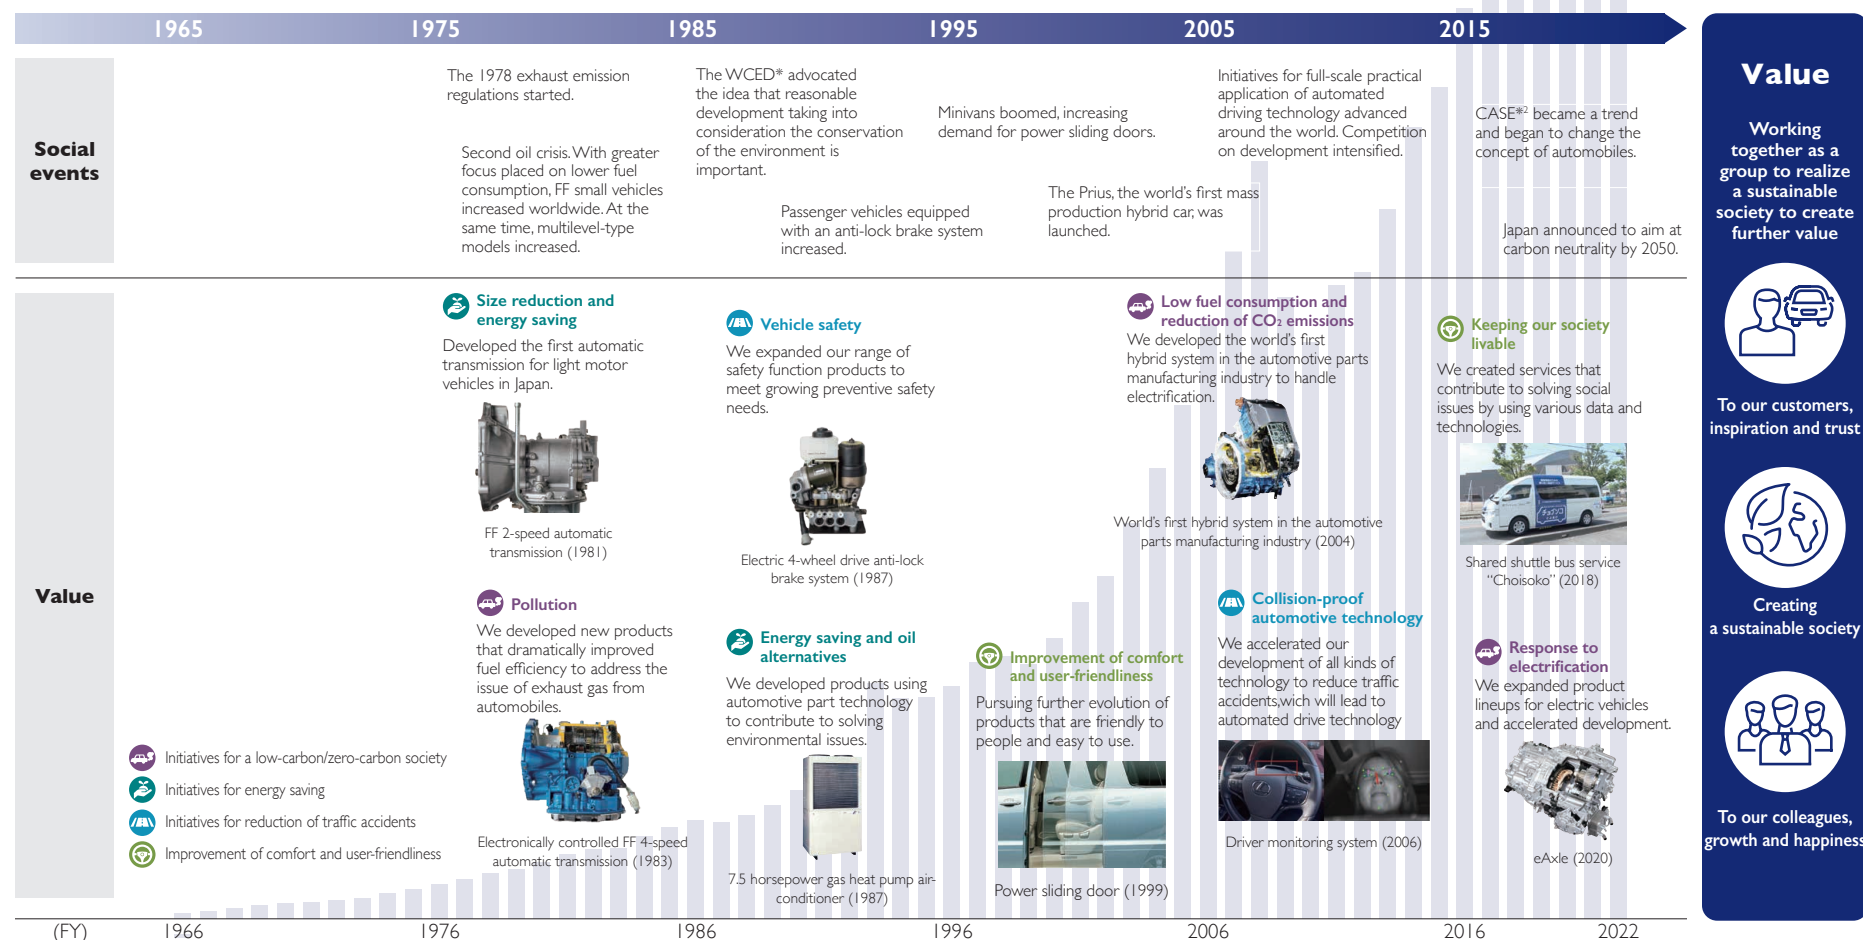 1965 1975 1985 1995 2005 2015
Social
events
The 1978 exhaust emission
regulations started.
Second oil crisis. With greater
focus placed on lower fuel
consumption, FF small vehicles
increased worldwide. At the
same time, multilevel-type
models increased.
The WCED* advocated
the idea that reasonable
development taking into
consideration the conservation
of the environment is
important.
Passenger vehicles equipped
with an anti-lock brake system
increased.
Minivans boomed, increasing
demand for power sliding doors.
The Prius, the world's first mass
production hybrid car, was
launched.
Initiatives for full-scale practical
application of automated
driving technology advanced
around the world. Competition
on development intensified.
CASE*2 became a trend
and began to change the
concept of automobiles.
Japan announced to aim at
carbon neutrality by 2050.
Value
Size reduction and
energy saving
Developed the first automatic
transmission for light motor
vehicles in Japan.
FF 2-speed automatic
transmission (1981)
Pollution
We developed new products
that dramatically improved
fuel efficiency to address the
issue of exhaust gas from
automobiles.
Electronically controlled FF 4-speed
automatic transmission (1983)
Vehicle safety
We expanded our range of
safety function products to
meet growing preventive safety
needs.
Electric 4-wheel drive anti-lock
brake system (1987)
Energy saving and oil
alternatives
We developed products using
automotive part technology
to contribute to solving
environmental issues.
7.5 horsepower gas heat pump air-
conditioner (1987)
Improvement of comfort
and user-friendliness
Pursuing further evolution of
products that are friendly to
people and easy to use.
Power sliding door (1999)
Low fuel consumption and
reduction of CO₂ emissions
We developed the world's first
hybrid system in the automotive parts
manufacturing industry to handle
electrification.
World's first hybrid system in the automotive
parts manufacturing industry (2004)
Collision-proof
automotive technology
We accelerated our
development of all kinds of
technology to reduce traffic
accidents,wich will lead to
automated drive technology
Driver monitoring system (2006)
Keeping our society
livable
We created services that
contribute to solving social
issues by using various data and
technologies.
チョイソコ
Shared shuttle bus service
"Choisoko" (2018)
Response to
electrification
We expanded product
lineups for electric vehicles
and accelerated development.
eAxle (2020)
Initiatives for a low-carbon/zero-carbon society
Initiatives for energy saving
Initiatives for reduction of traffic accidents
Improvement of comfort and user-friendliness
(FY) 1966 1976 1986 1996 2006 2016 2022
Value
Working
together as a
group to realize
a sustainable
society to create
further value
To our customers,
inspiration and trust
Creating
a sustainable society
To our colleagues,
growth and happiness